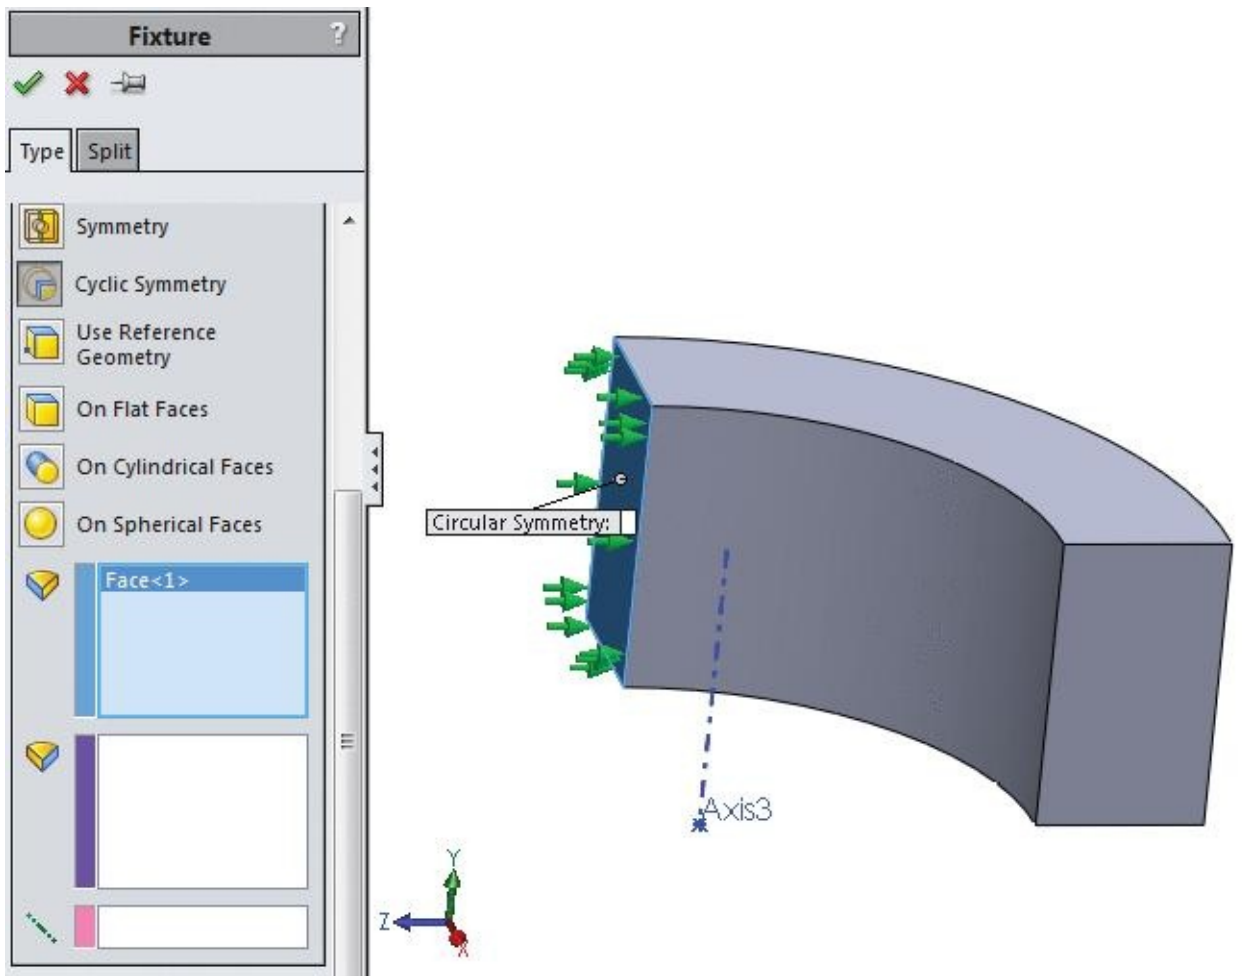 Fixture
?
Type
Split
Symmetry
Cyclic Symmetry
Use Reference
Geometry
On Flat Faces
On Cylindrical Faces
On Spherical Faces
Face<1>
Circular Symmetry:
Axis3
Y
Z
X